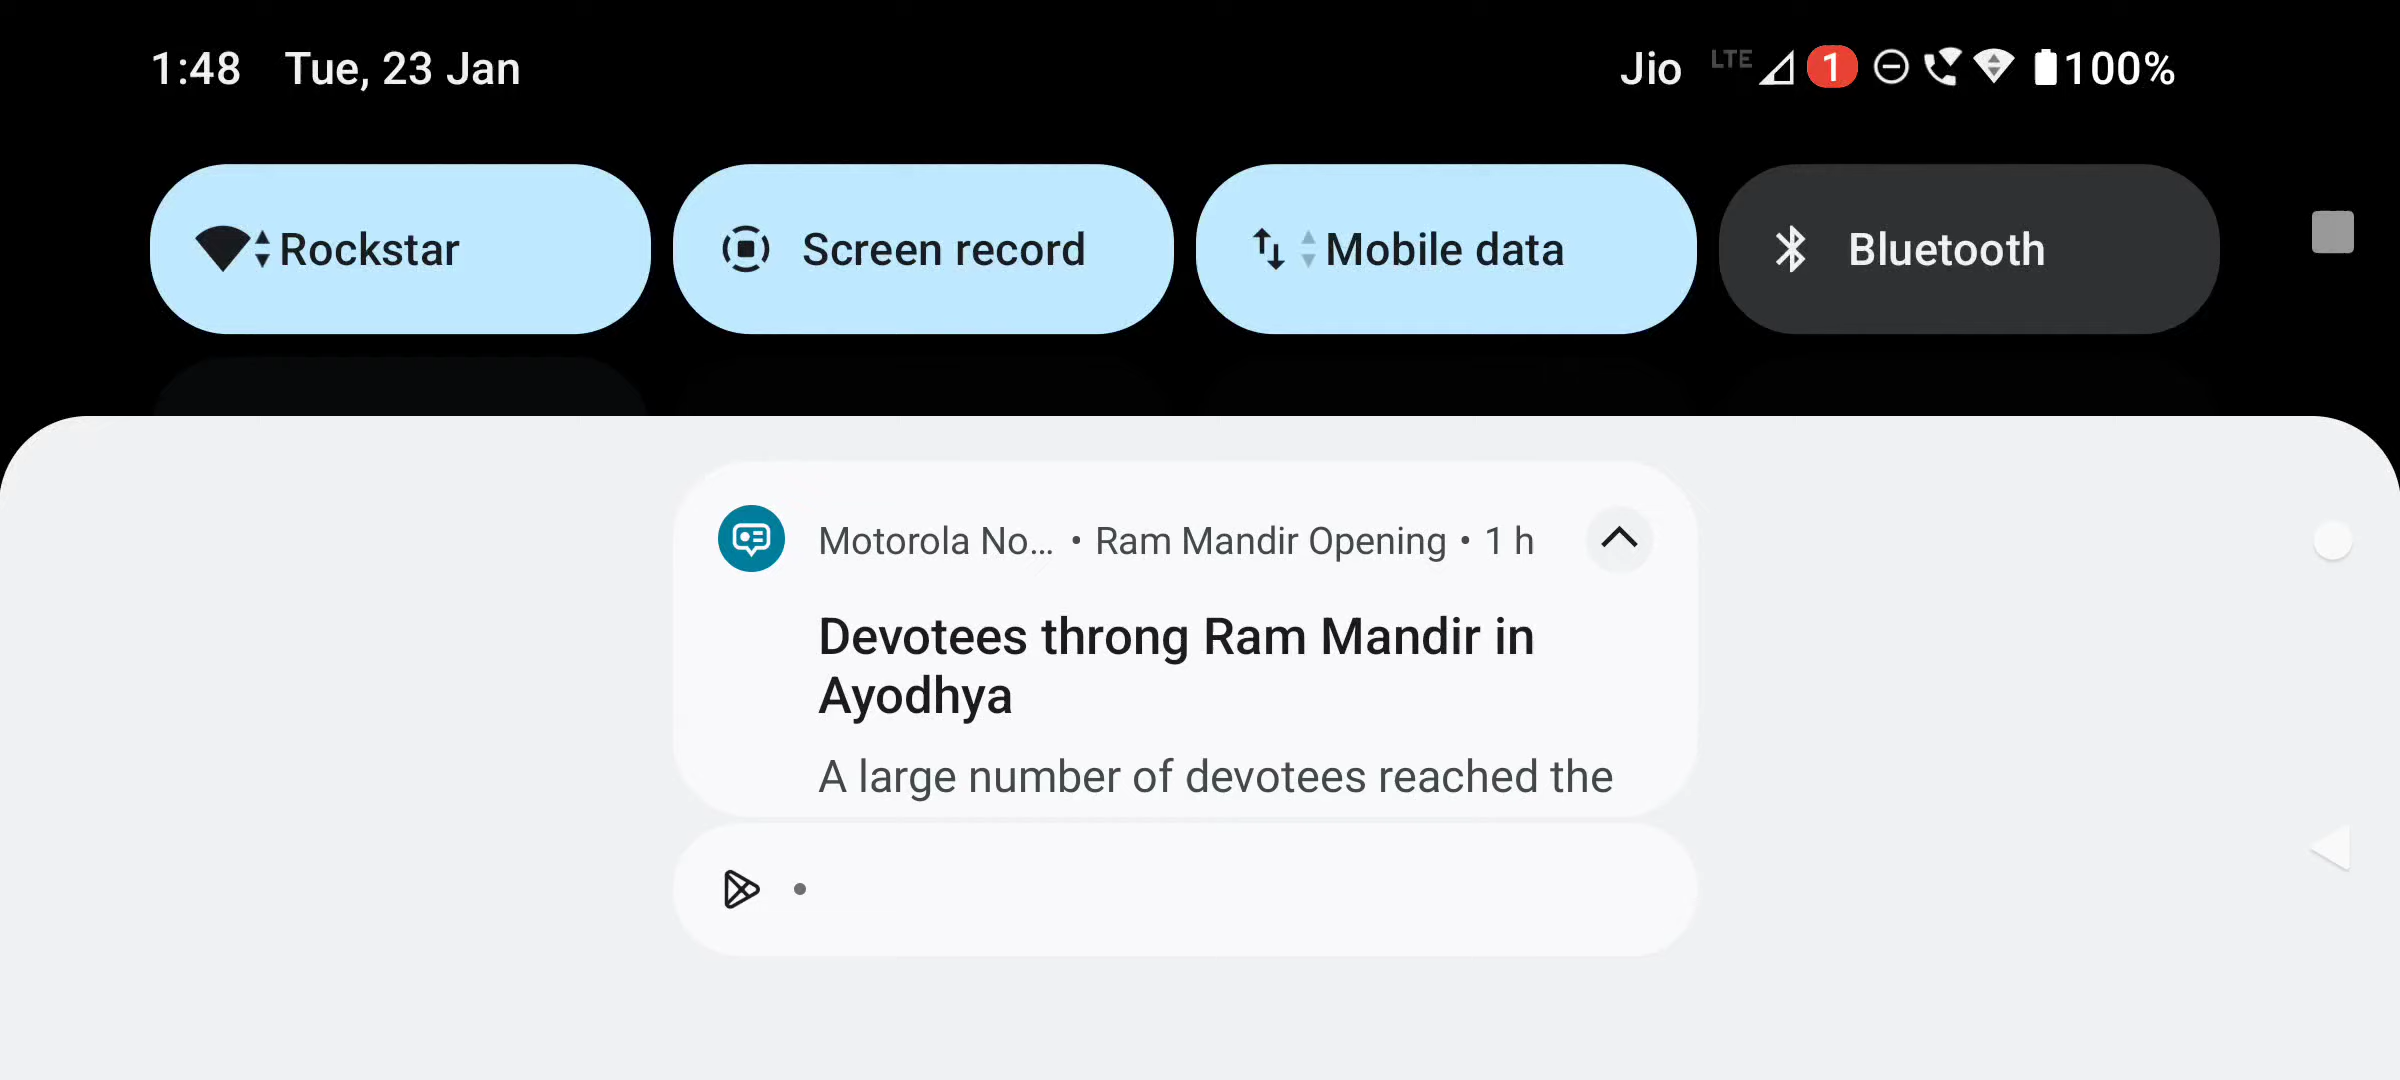 1:48 Tue, 23 Jan Jio LTE 1 100%
Rockstar Screen record Mobile data Bluetooth
Motorola No... • Ram Mandir Opening • 1 h
Devotees throng Ram Mandir in
Ayodhya
A large number of devotees reached the
•